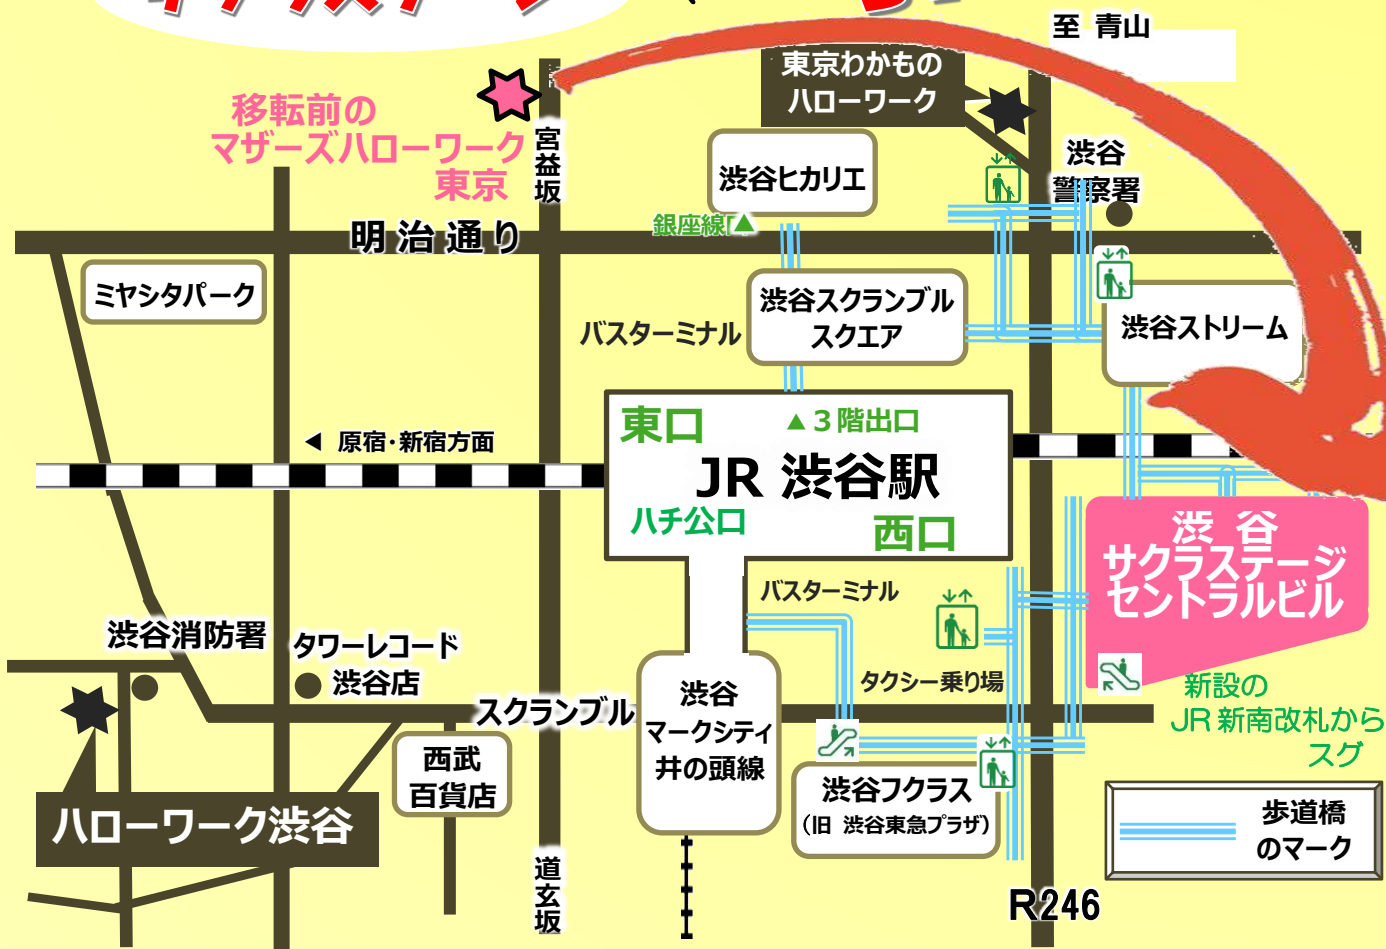 至 青山
東京わかもの
ハローワーク
移転前の
マザーズハローワーク
東京
宮益坂
渋谷
警察署
渋谷ヒカリエ
銀座線
明治通り
ミヤシタパーク
バスターミナル
渋谷スクランブル
スクエア
渋谷ストリーム
◀ 原宿・新宿方面
東口
▲３階出口
JR 渋谷駅
ハチ公口
西口
渋 谷
サクラステージ
セントラルビル
バスターミナル
渋谷消防署
タワーレコード
渋谷店
タクシー乗り場
新設の
JR 新南改札から
スグ
スクランブル
渋谷
マークシティ
井の頭線
西武
百貨店
渋谷フクラス
（旧 渋谷東急プラザ）
ハローワーク渋谷
歩道橋
のマーク
道玄坂
R246